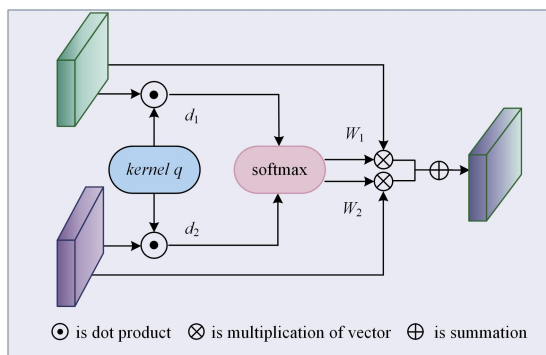 d1
W1
kernel q
softmax
W2
d2
is dot product
is multiplication of vector
is summation